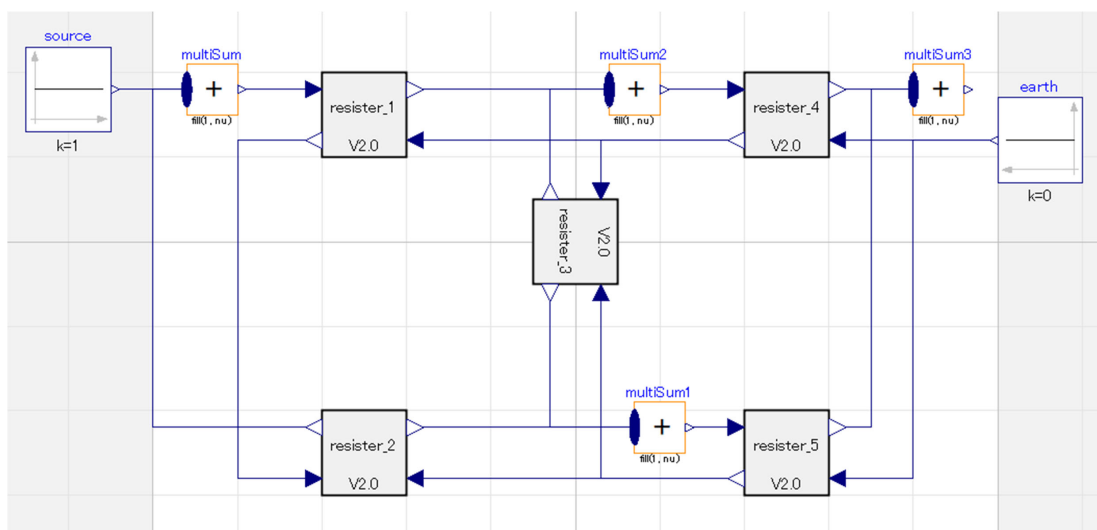 source
k=1
multiSum
+
fill(1, nu)
resister_1
V2.0
multiSum2
+
fill(1, nu)
resister_4
V2.0
multiSum3
+
fill(1, nu)
earth
k=0
resister_3
V2.0
resister_2
V2.0
multiSum1
+
fill(1, nu)
resister_5
V2.0